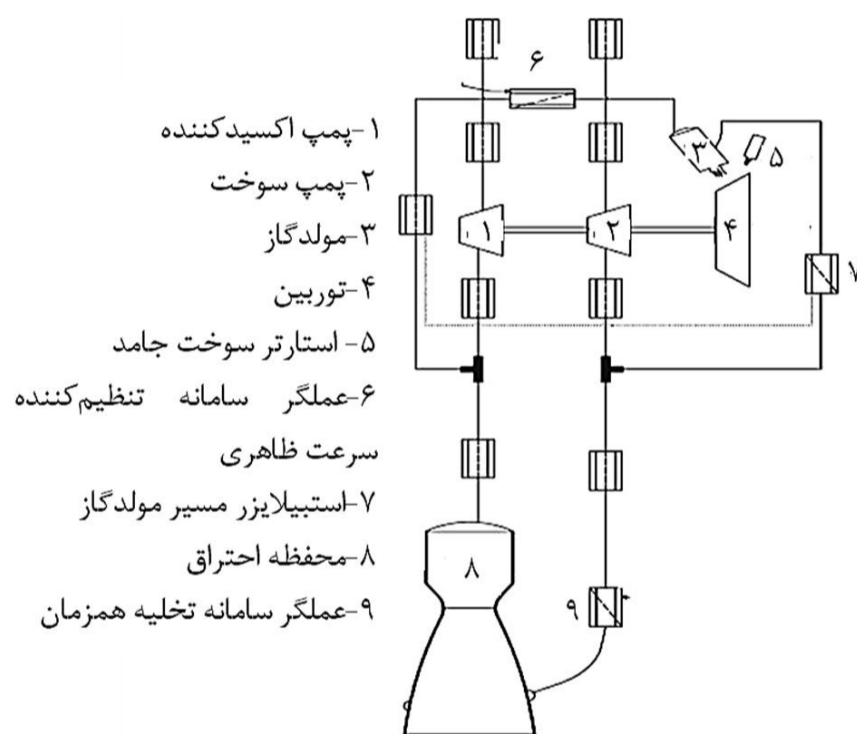 ۱-پمپ اکسیدکننده
۲-پمپ سوخت
۳-مولدگاز
۴-توربین
۵- استارتر سوخت جامد
۶-عملگر سامانه تنظیم‌کننده
سرعت ظاهری
۷-استبیلایزر مسیر مولدگاز
۸-محفظه احتراق
۹-عملگر سامانه تخلیه همزمان
۶
۳
۵
۱
۲
۴
۷
۸
۹